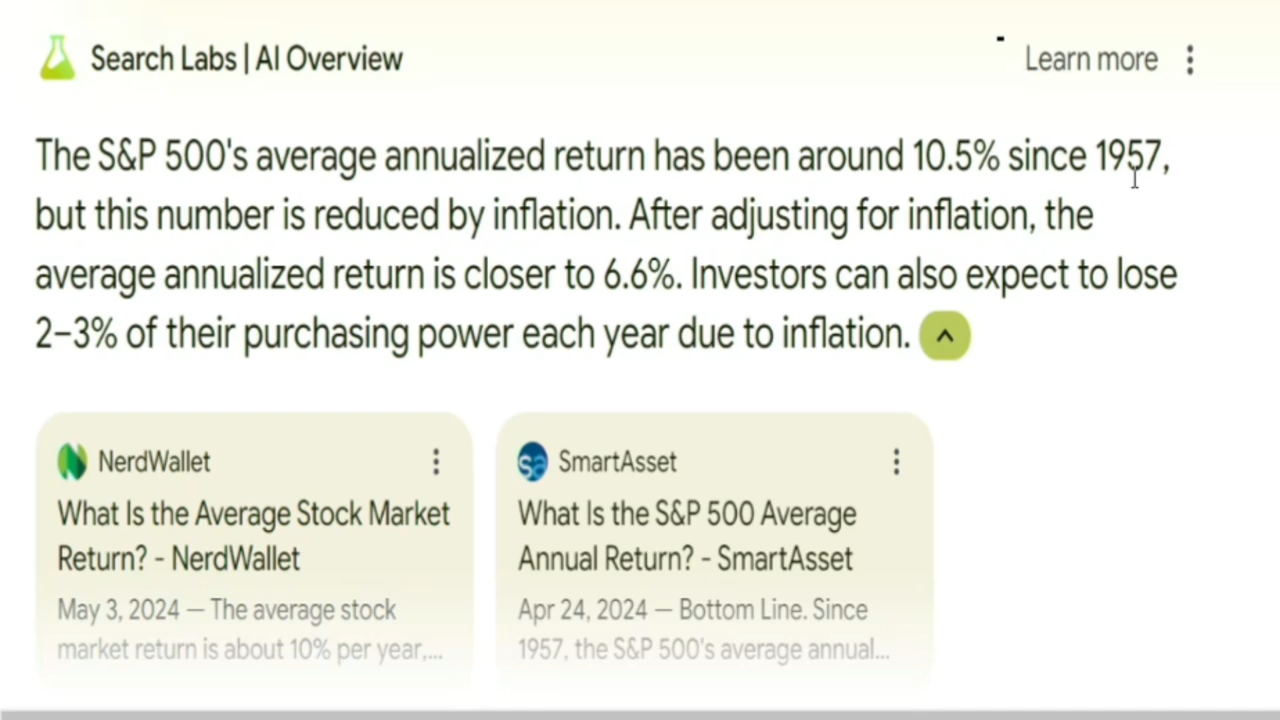 Search Labs | AI Overview
Learn more
The S&P 500's average annualized return has been around 10.5% since 1957,
but this number is reduced by inflation. After adjusting for inflation, the
average annualized return is closer to 6.6%. Investors can also expect to lose
2–3% of their purchasing power each year due to inflation.
NerdWallet
What Is the Average Stock Market
Return? - NerdWallet
May 3, 2024 — The average stock
market return is about 10% per year,...
SmartAsset
What Is the S&P 500 Average
Annual Return? - SmartAsset
Apr 24, 2024 — Bottom Line. Since
1957, the S&P 500's average annual...